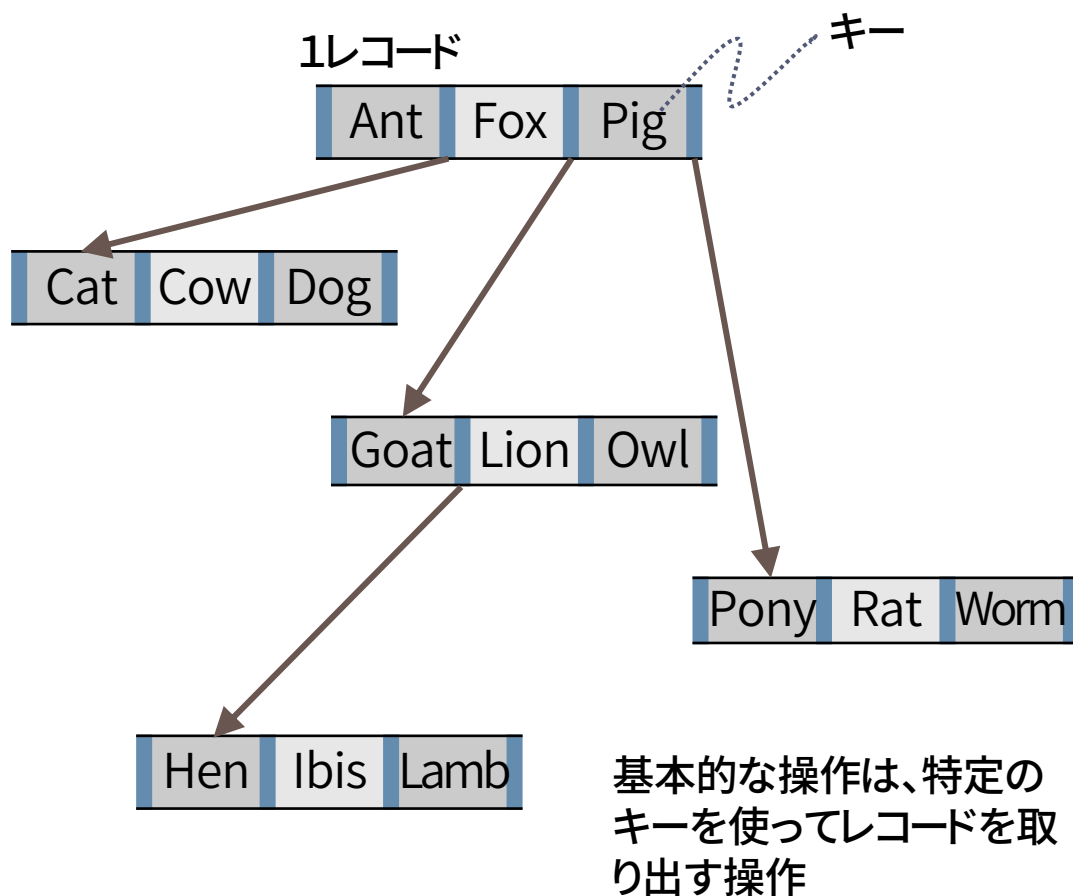 1レコード
キー
Ant Fox Pig
Cat Cow Dog
Goat Lion Owl
Pony Rat Worm
Hen Ibis Lamb
基本的な操作は、特定の
キーを使ってレコードを取
り出す操作